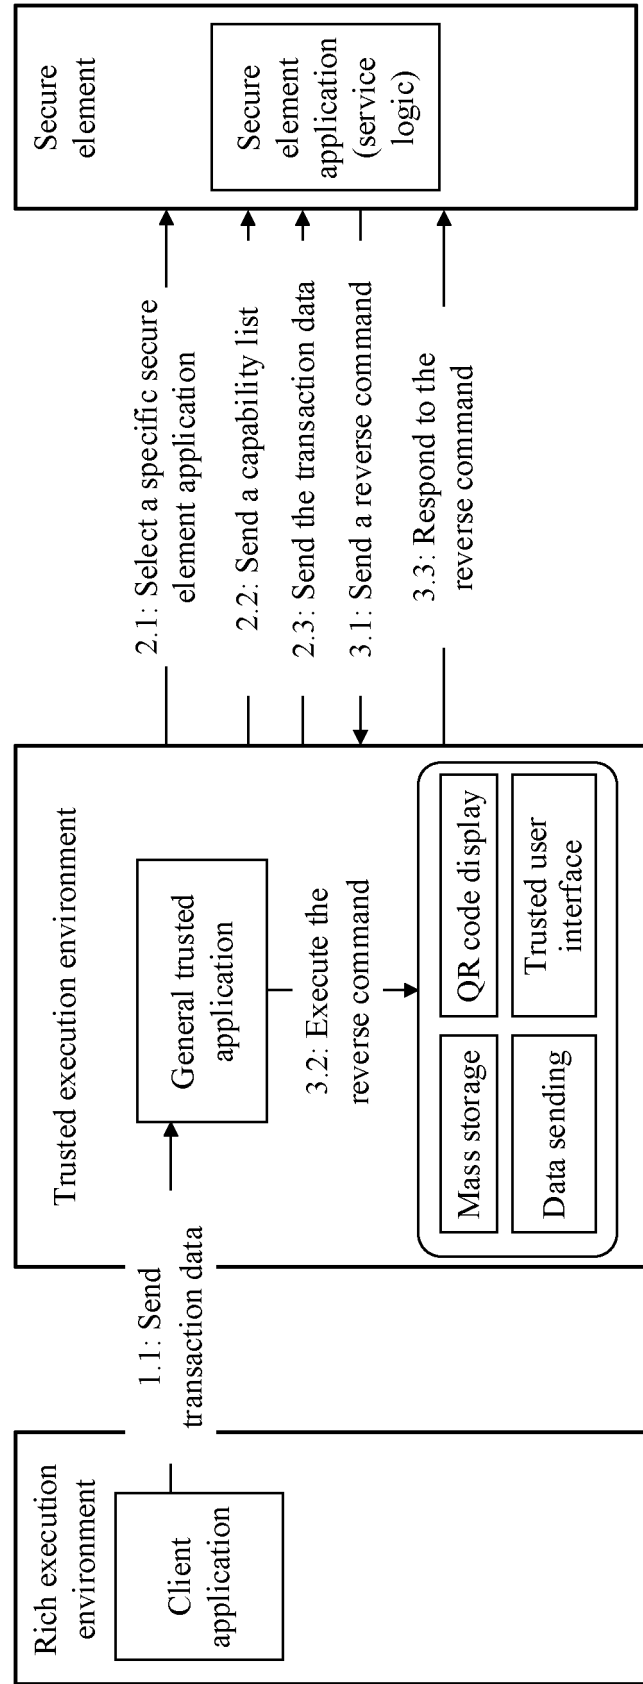 Rich execution
environment
Client
application
1.1: Send
transaction data
Trusted execution environment
General trusted
application
3.2: Execute the
reverse command
Mass storage
QR code display
Data sending
Trusted user
interface
2.1: Select a specific secure
element application
2.2: Send a capability list
2.3: Send the transaction data
3.1: Send a reverse command
3.3: Respond to the
reverse command
Secure
element
Secure
element
application
(service
logic)